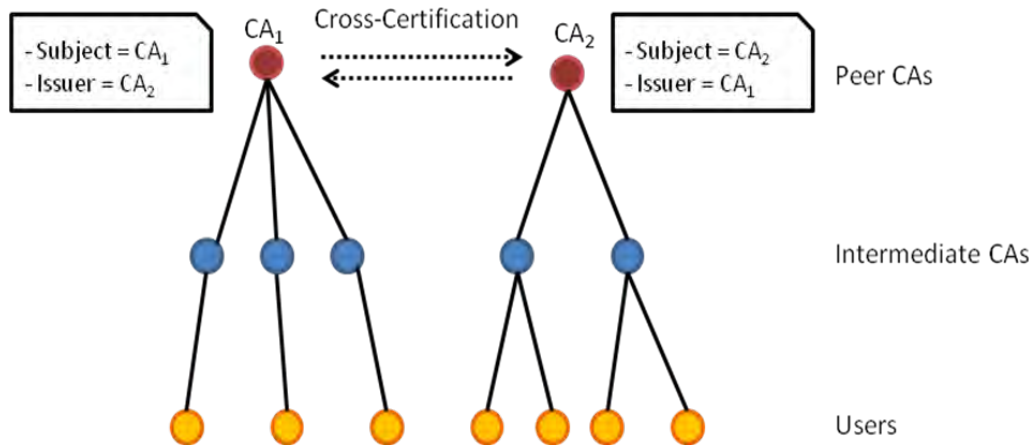 CA₁
Cross-Certification
CA₂
- Subject = CA₁
- Issuer = CA₂
- Subject = CA₂
- Issuer = CA₁
Peer CAs
Intermediate CAs
Users